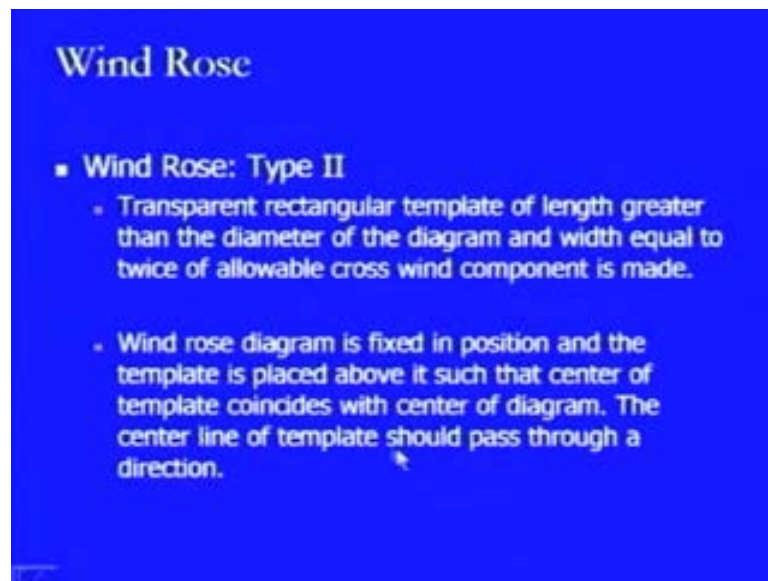 Wind Rose
Wind Rose: Type II
Transparent rectangular template of length greater
than the diameter of the diagram and width equal to
twice of allowable cross wind component is made.
Wind rose diagram is fixed in position and the
template is placed above it such that center of
template coincides with center of diagram. The
center line of template should pass through a
direction.